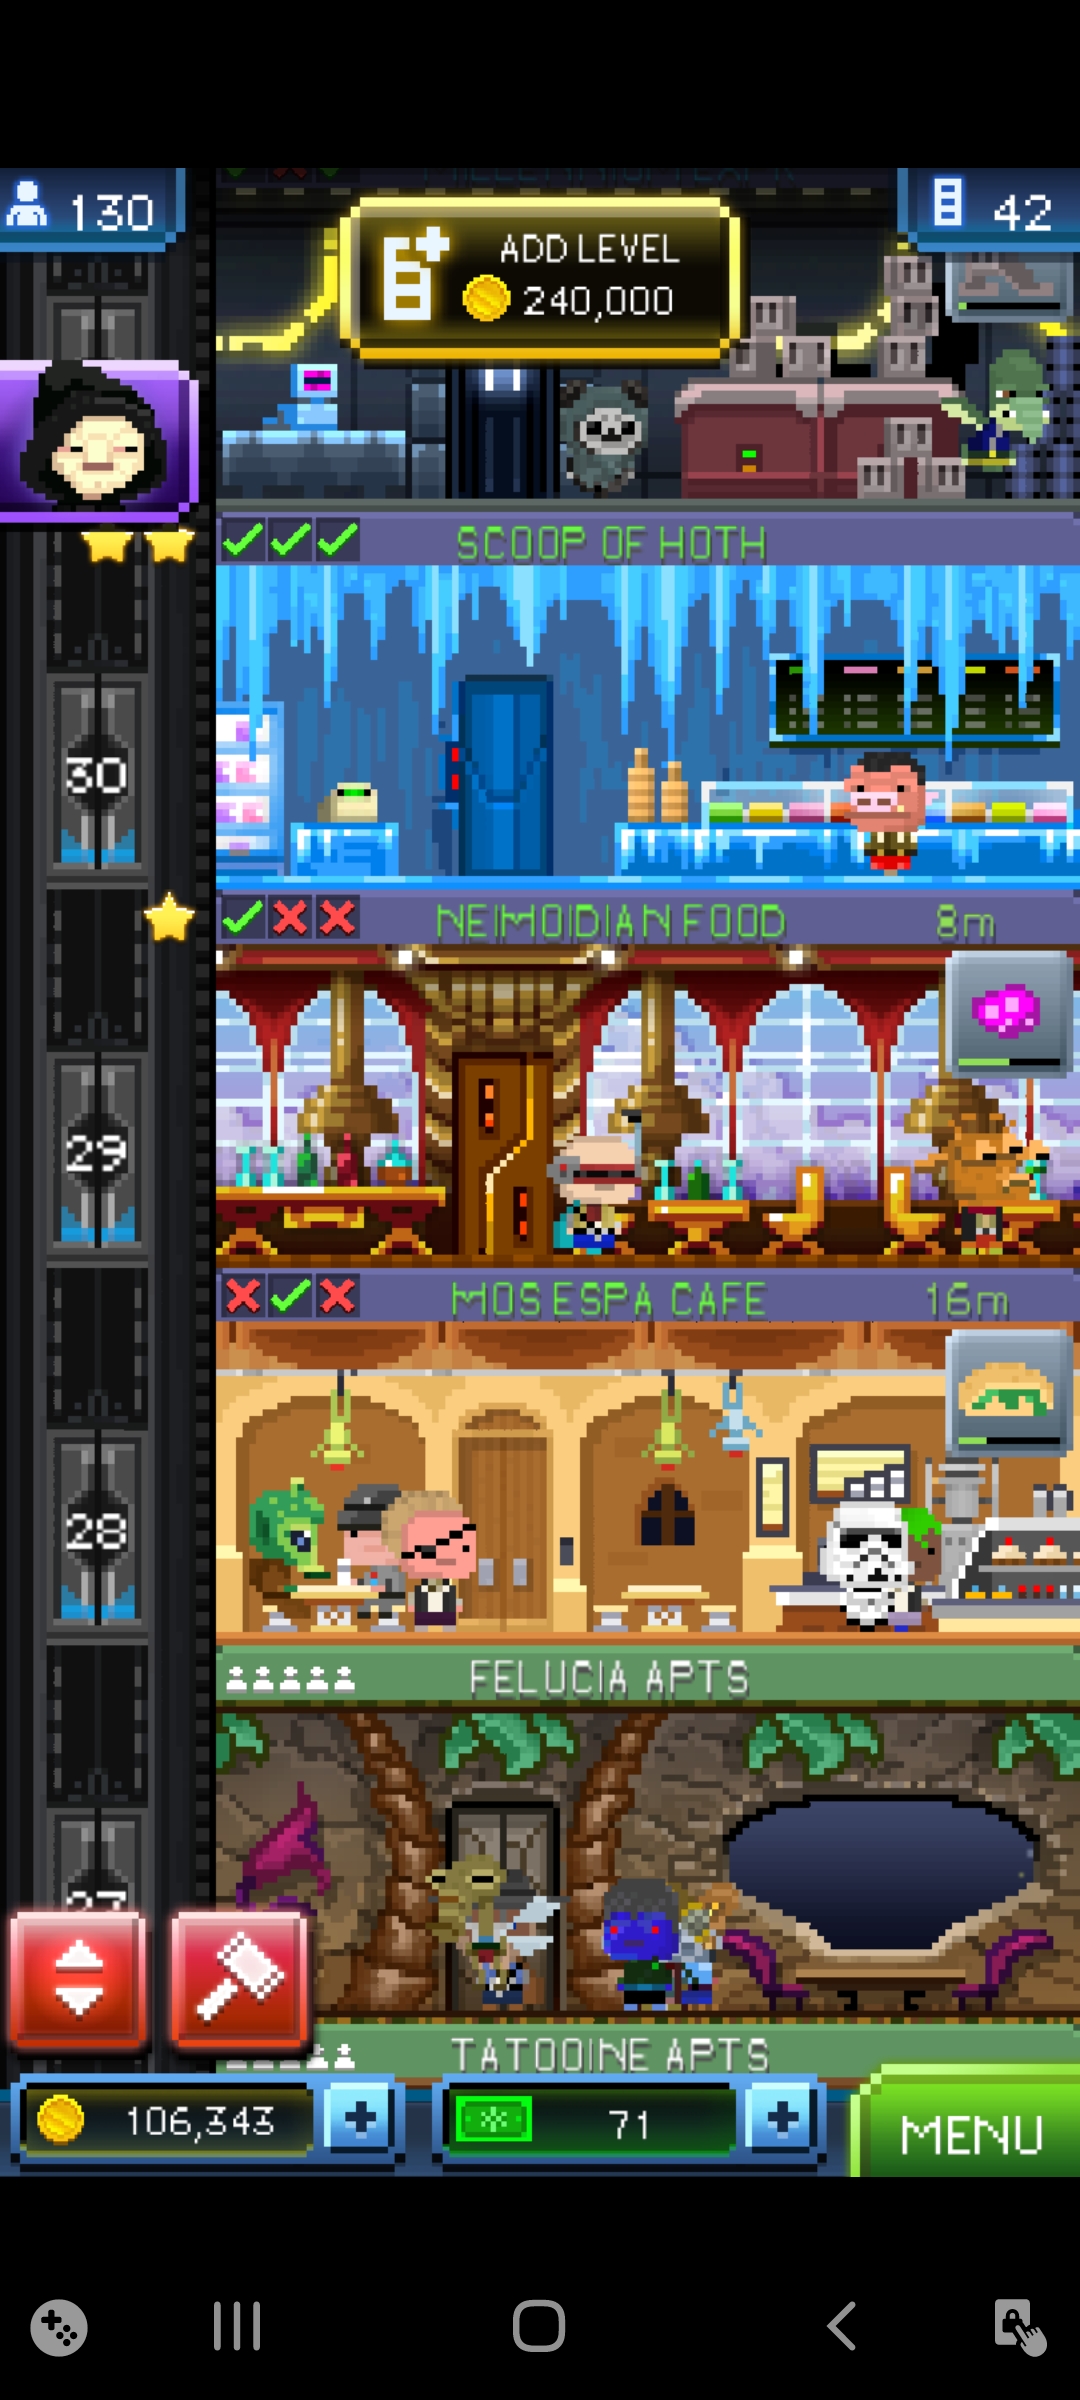 130
ADD LEVEL
240,000
42
SCOOP OF HOTH
30
NEIMOIDIAN FOOD 8m
29
MOS ESPA CAFE 16m
28
FELUCIA APTS
27
TATOOINE APTS
106,343
71
MENU